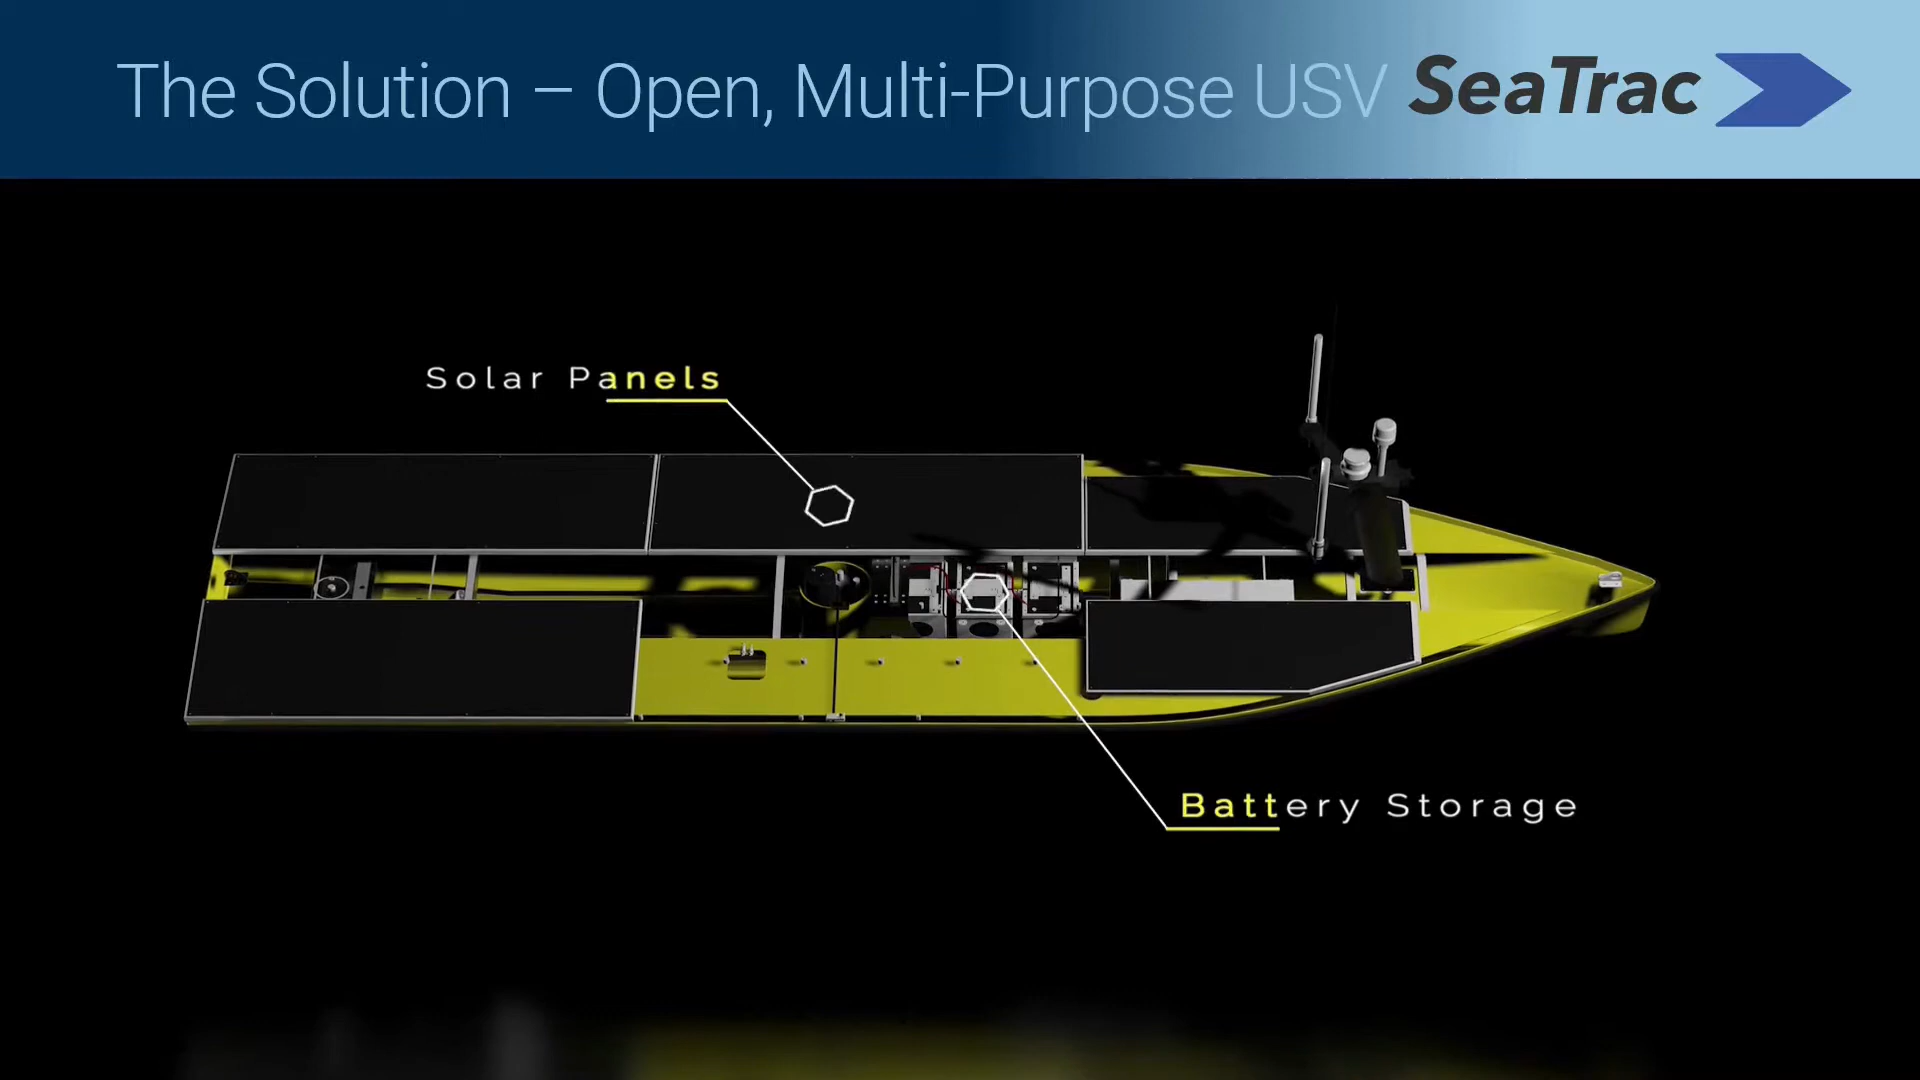 The Solution – Open, Multi-Purpose USV
SeaTrac
Solar Panels
Battery Storage